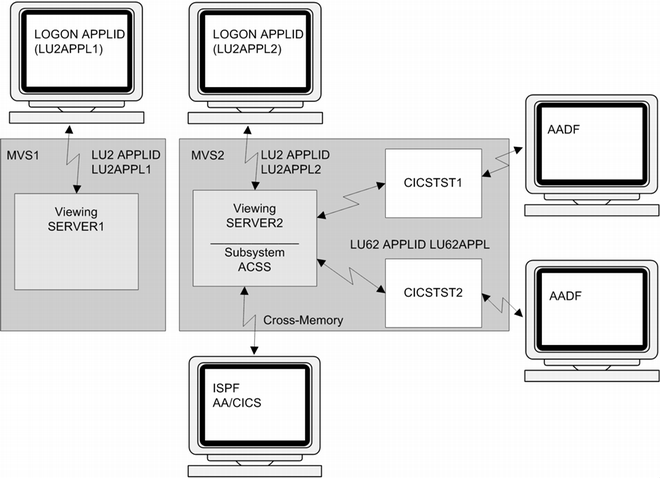 LOGON APPLID
(LU2APPL1)
LOGON APPLID
(LU2APPL2)
MVS1
LU2 APPLID
LU2APPL1
Viewing
SERVER1
MVS2
LU2 APPLID
LU2APPL2
Viewing
SERVER2
Subsystem
ACSS
CICSTST1
AADF
LU62 APPLID LU62APPL
CICSTST2
AADF
Cross-Memory
ISPF
AA/CICS